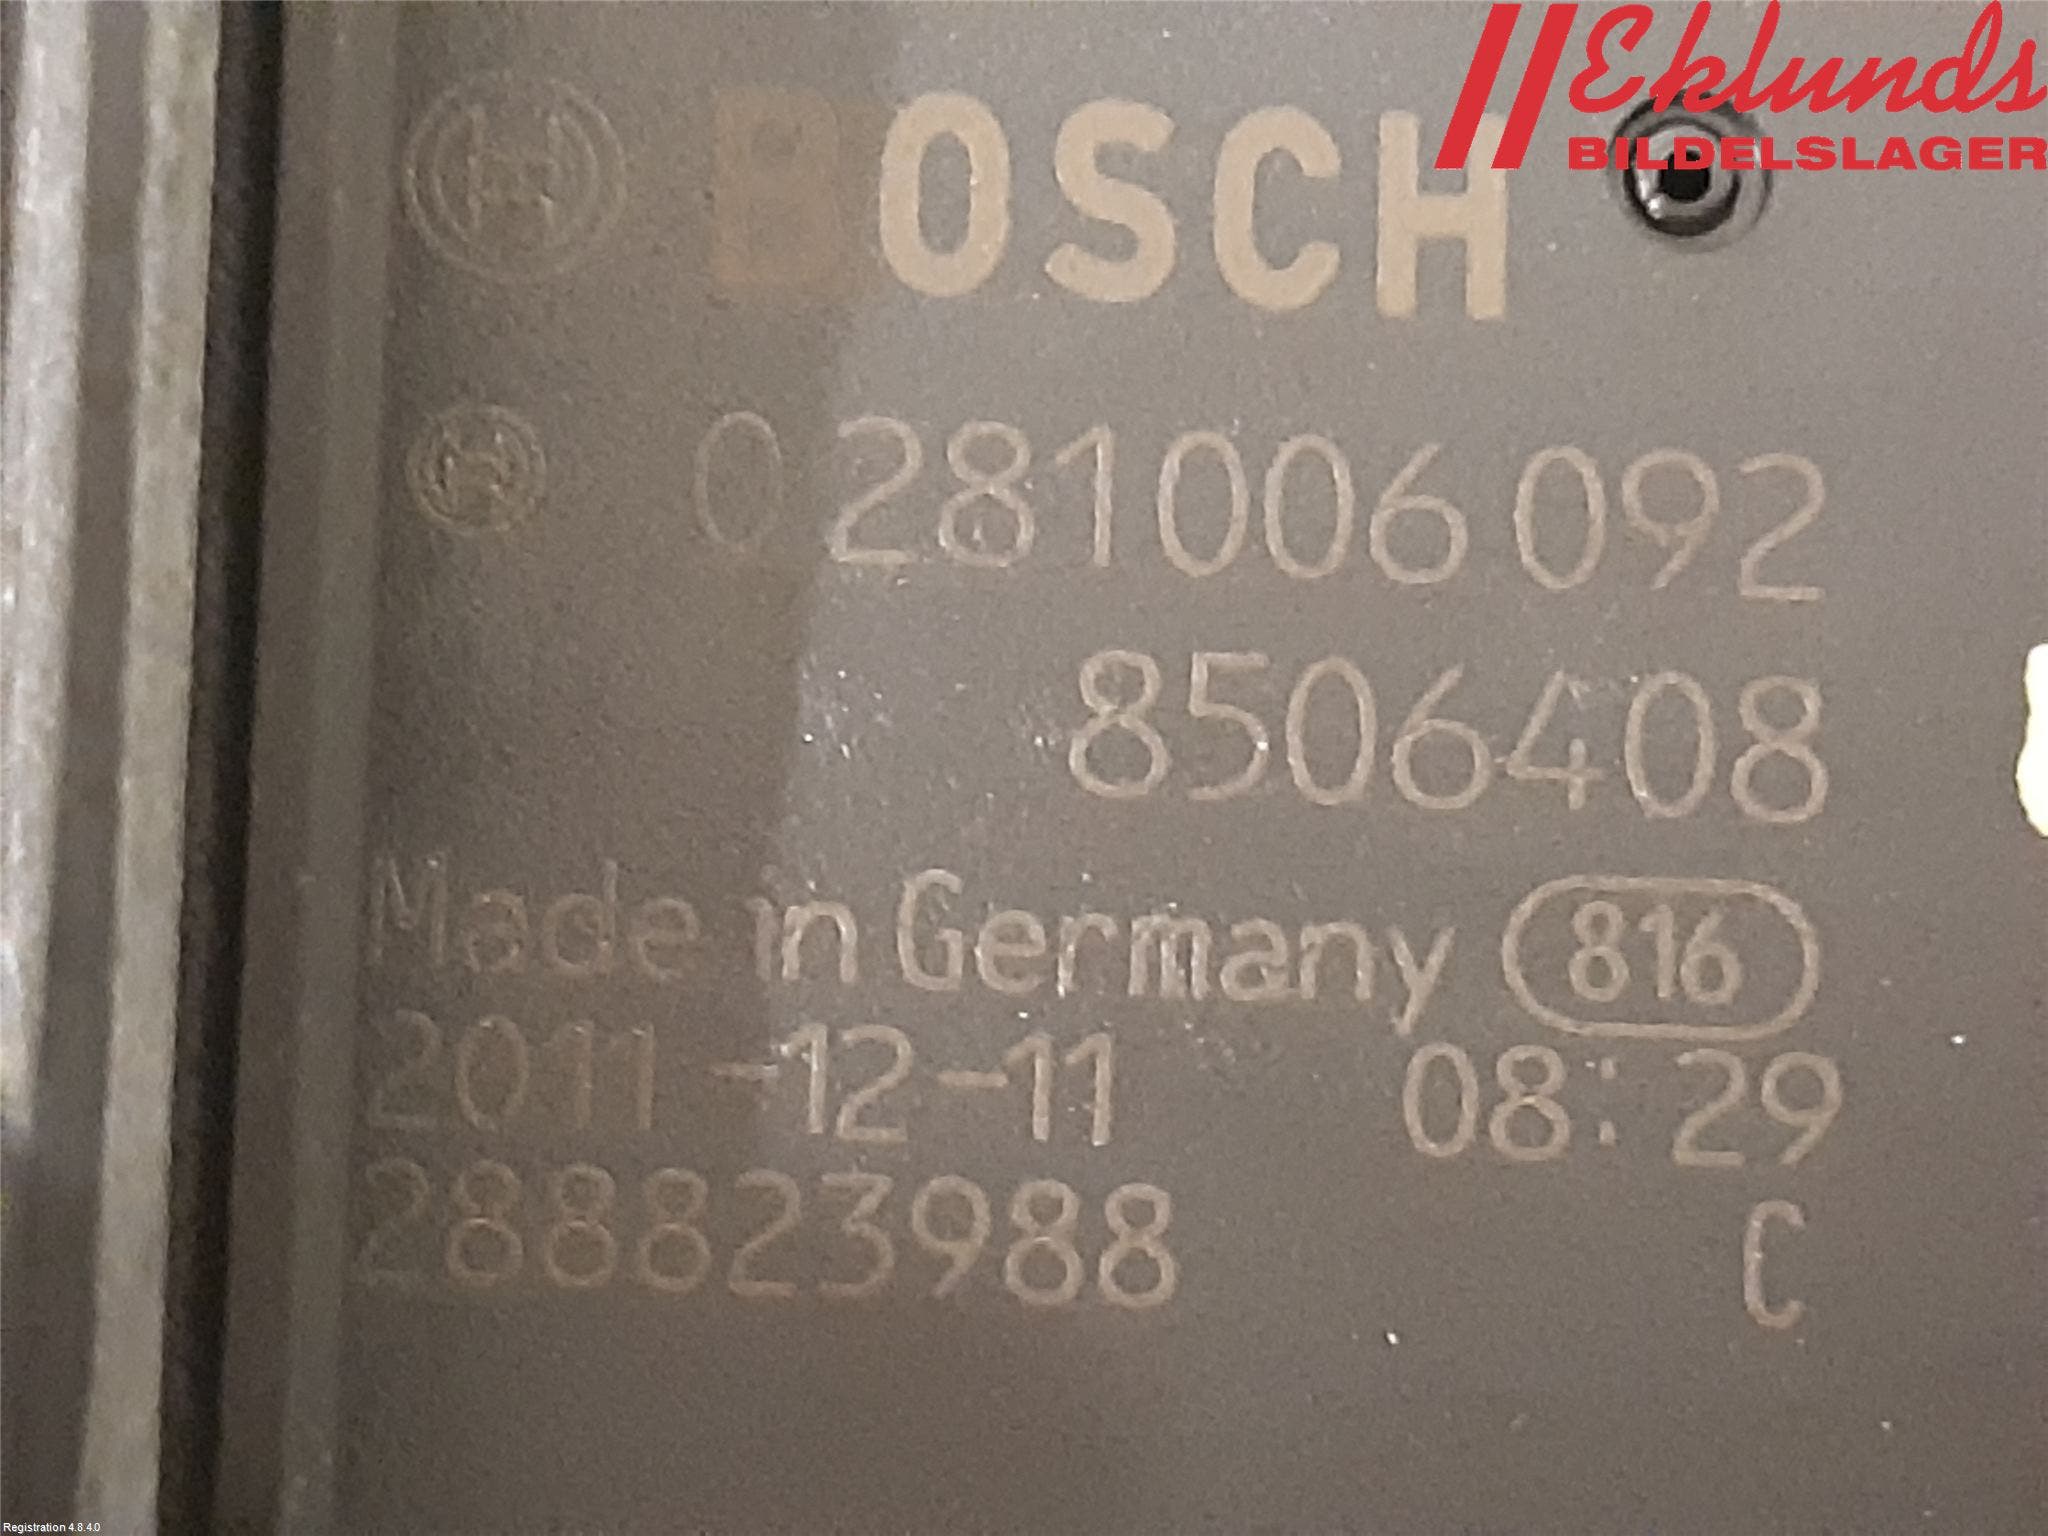 Eklunds
BILDELSLAGER
BOSCH
0 281 006 092
8506408
Made in Germany 816
2011-12-11 08:29
288823988 C
Registration 4.8.4.0